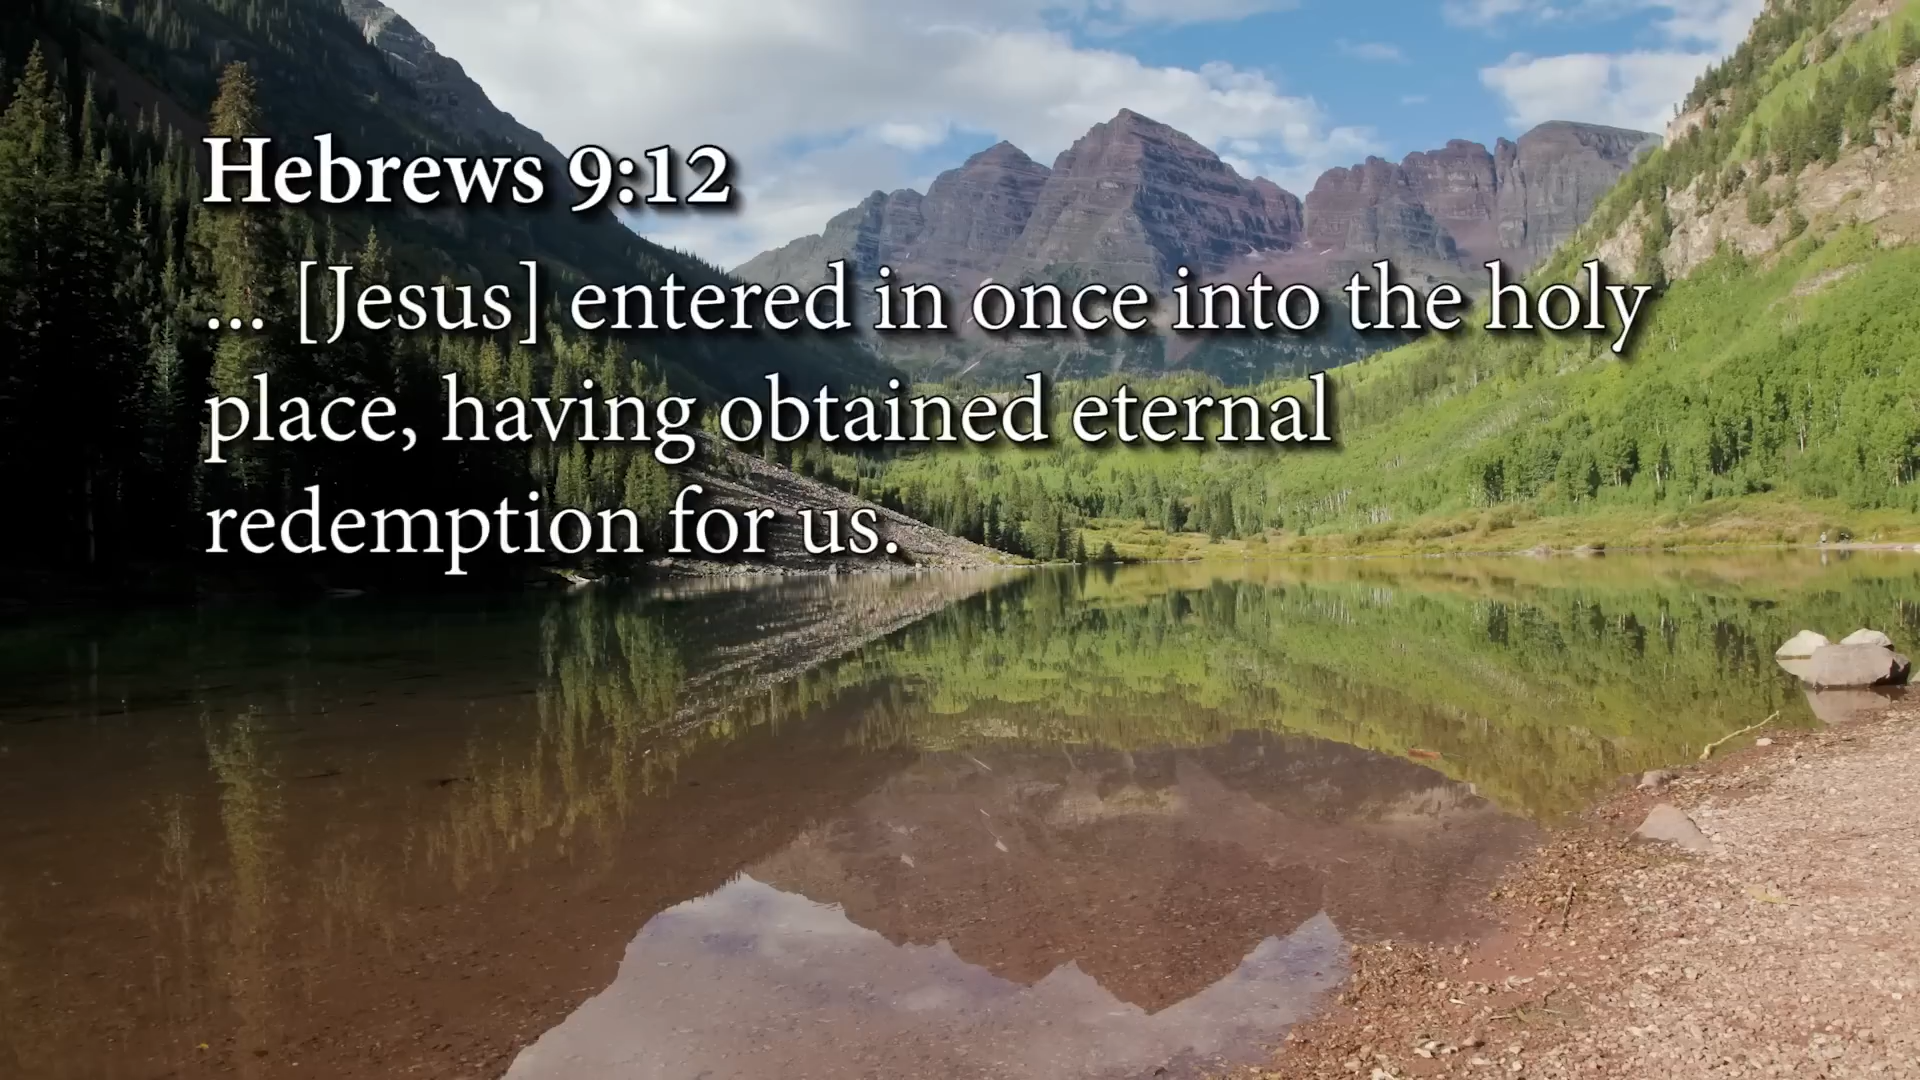 Hebrews 9:12
... [Jesus] entered in once into the holy
place, having obtained eternal
redemption for us.